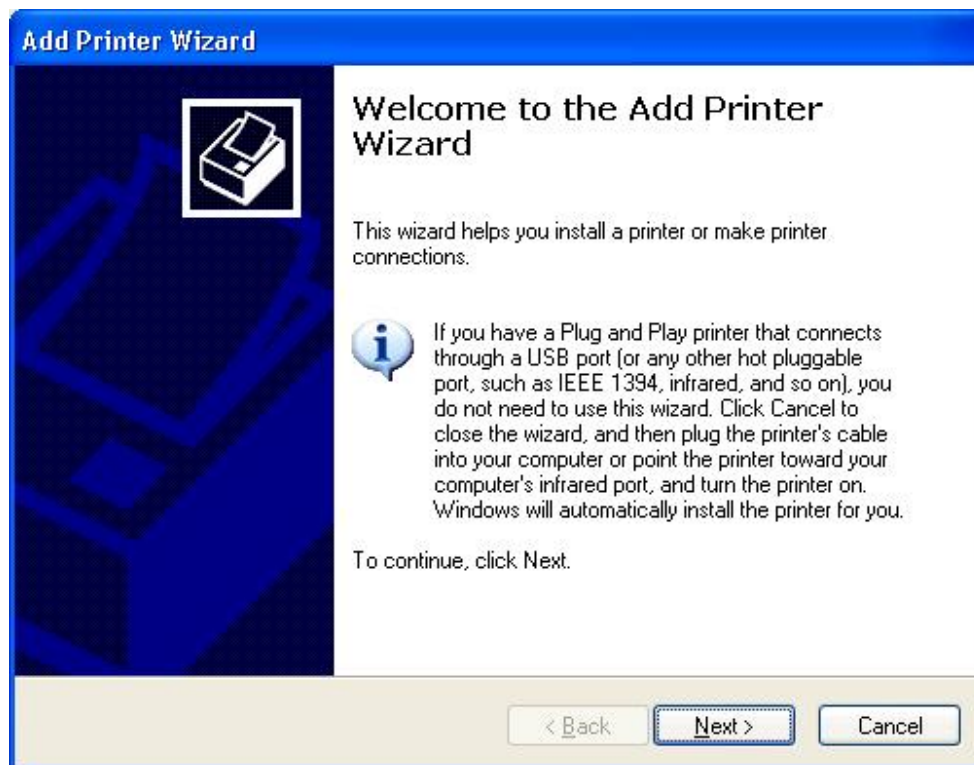 Add Printer Wizard
Welcome to the Add Printer
Wizard
This wizard helps you install a printer or make printer
connections.
If you have a Plug and Play printer that connects
through a USB port (or any other hot pluggable
port, such as IEEE 1394, infrared, and so on), you
do not need to use this wizard. Click Cancel to
close the wizard, and then plug the printer's cable
into your computer or point the printer toward your
computer's infrared port, and turn the printer on.
Windows will automatically install the printer for you.
To continue, click Next.
< Back Next > Cancel